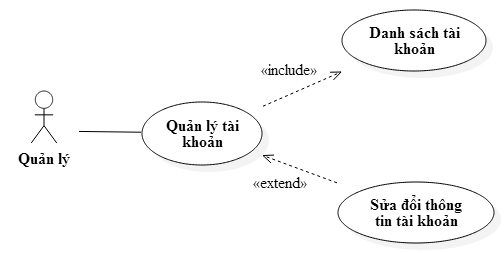 Danh sách tài
khoản
«include»
Quản lý tài
khoản
Quản lý
«extend»
Sửa đổi thông
tin tài khoản